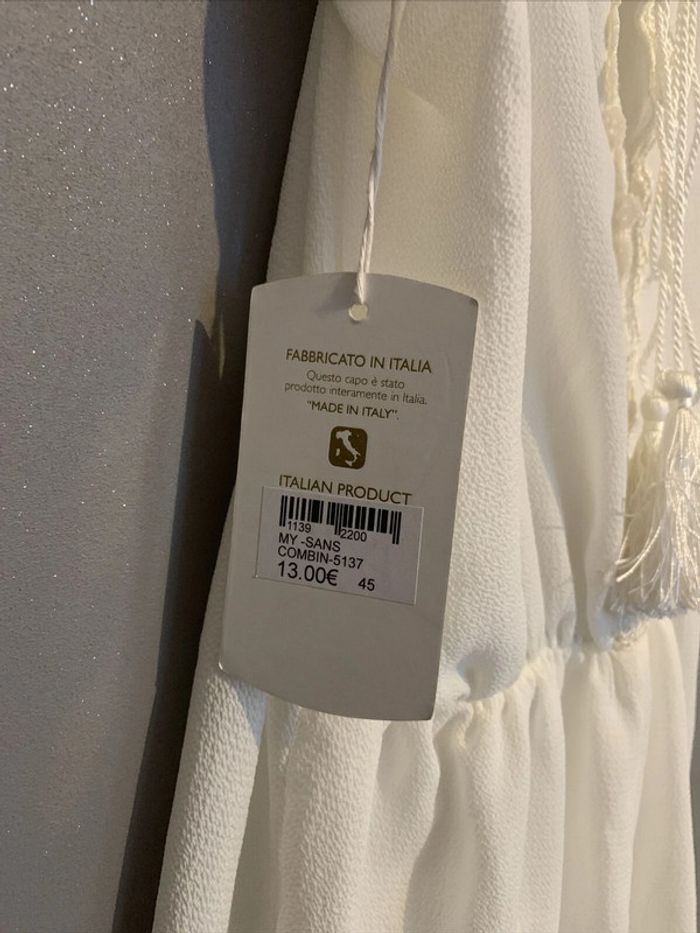 FABBRICATO IN ITALIA
Questo capo è stato
prodotto interamente in Italia.
"MADE IN ITALY".
ITALIAN PRODUCT
1139 2200
MY -SANS
COMBIN-5137
13.00€ 45